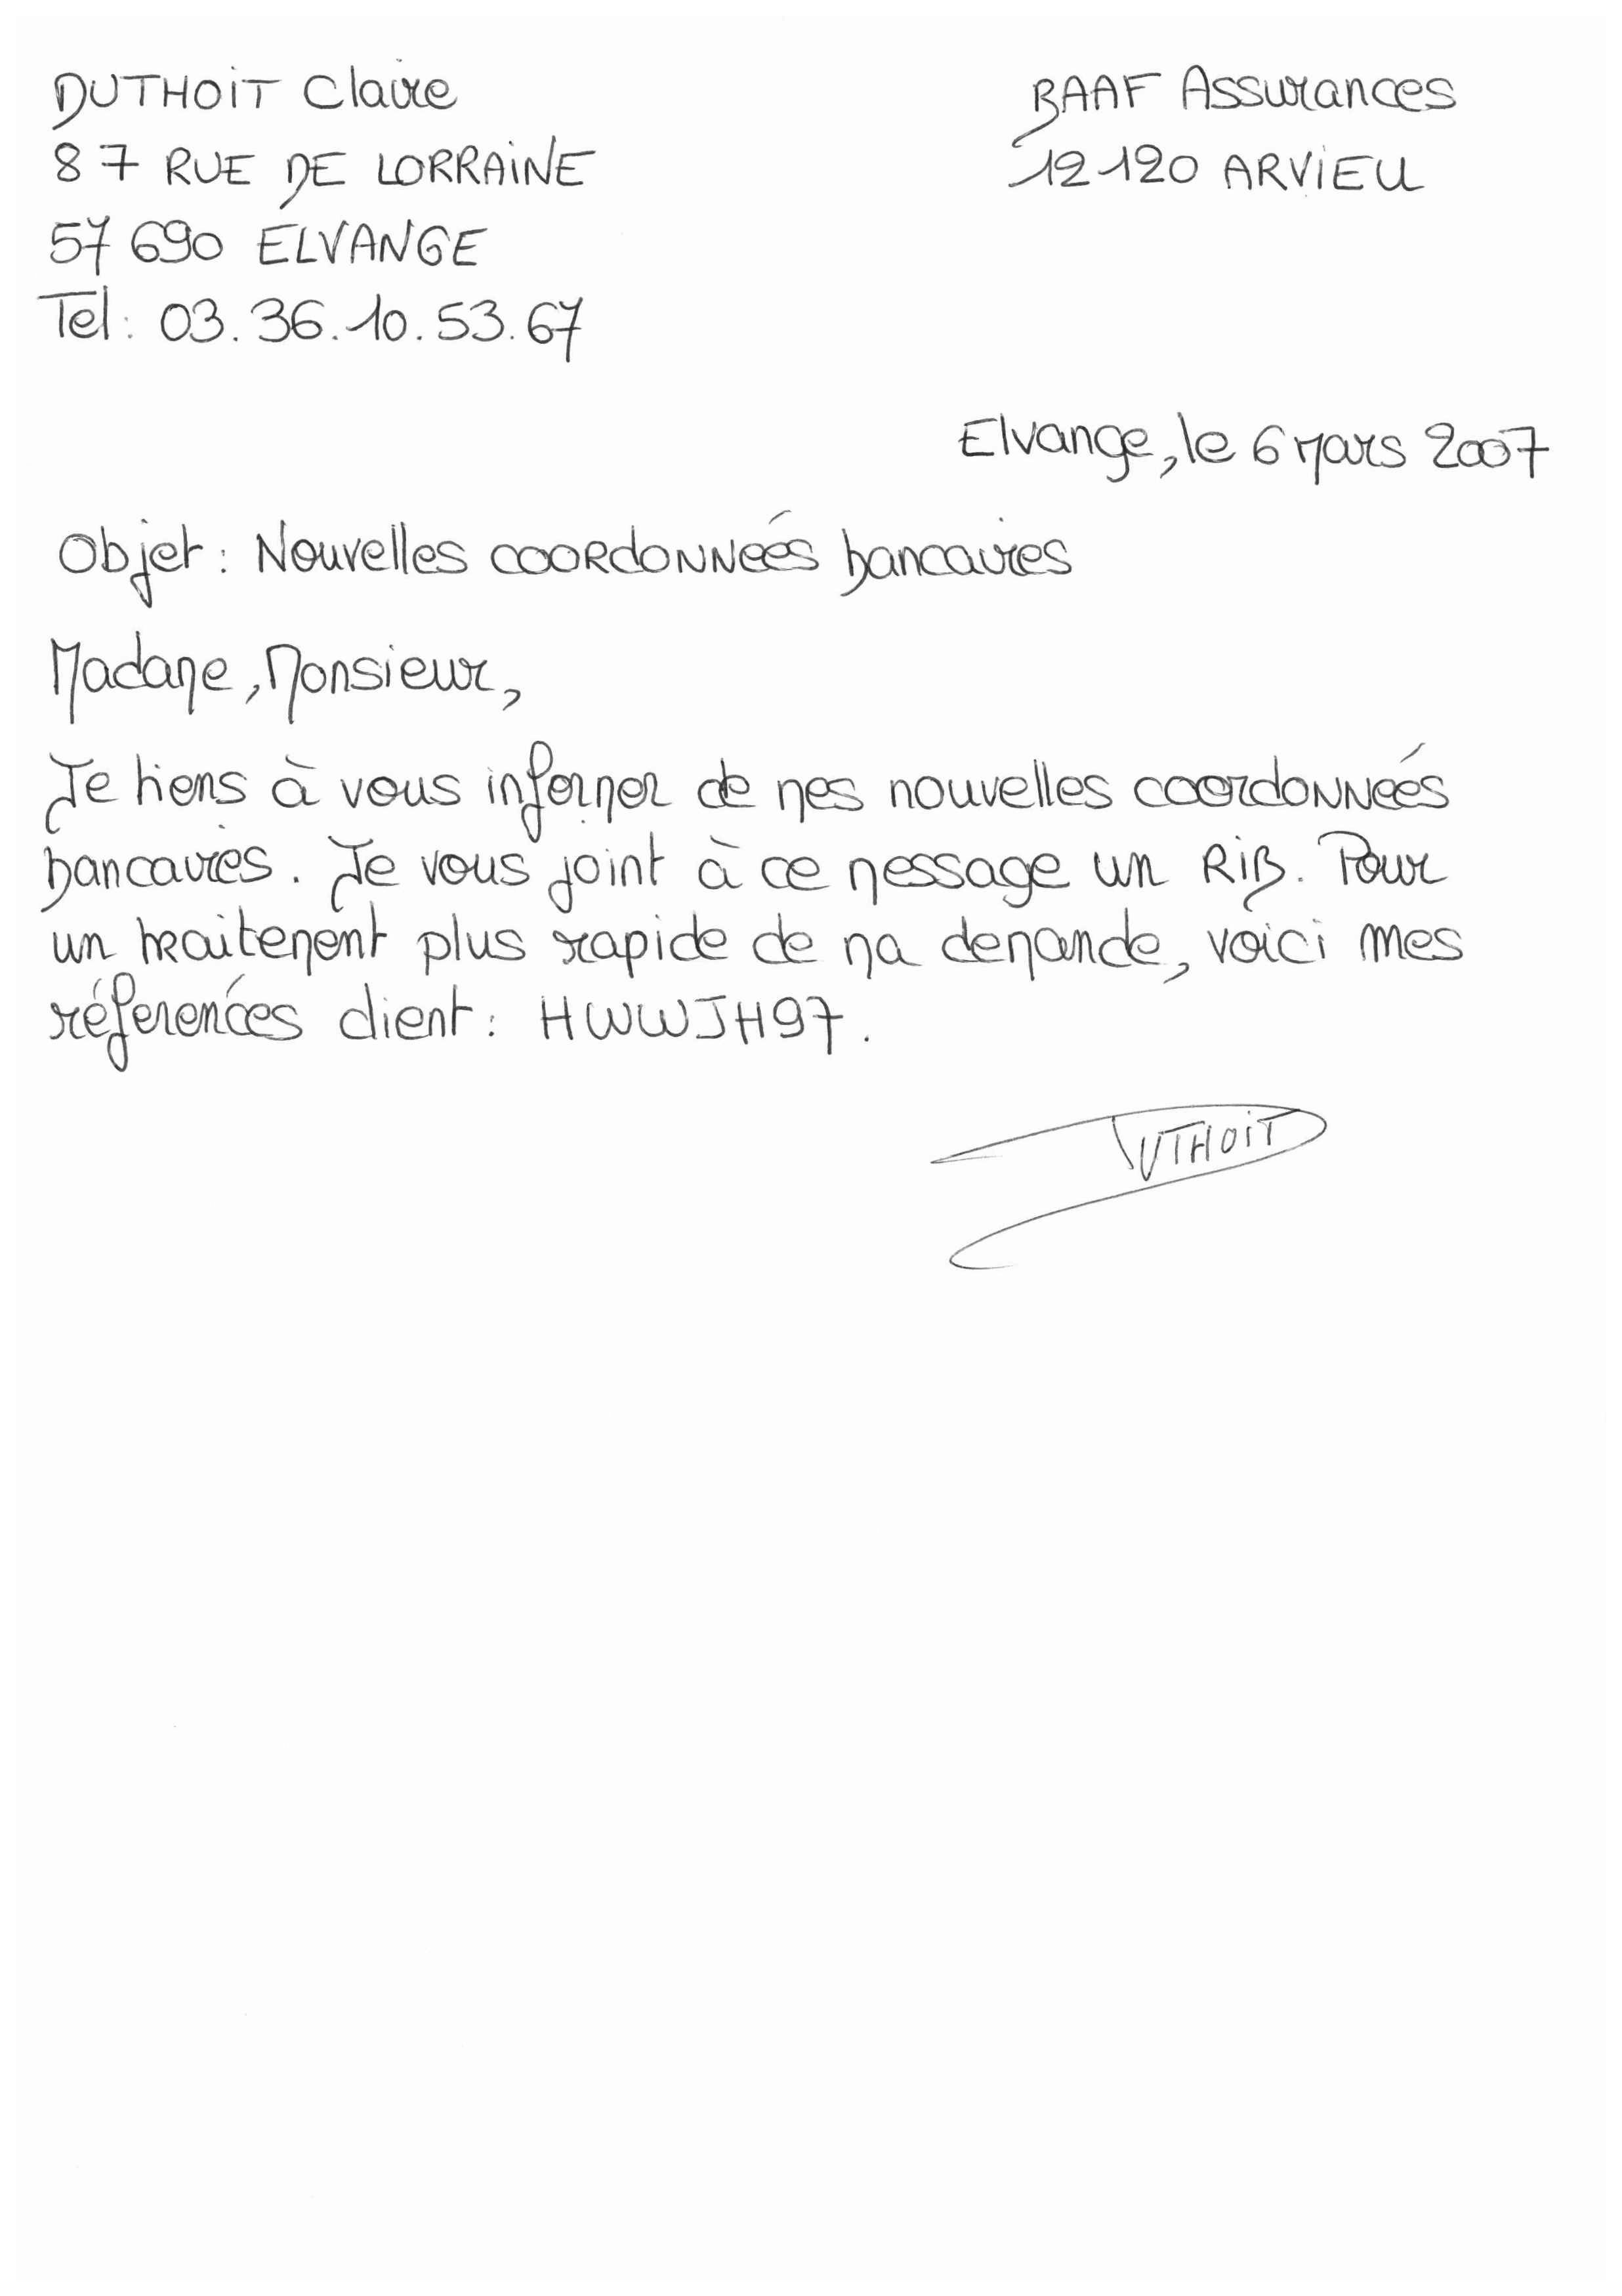 DUTHOIT Claire
87 RUE DE LORRAINE
57 690 ELVANGE
Tel : 03.36.10.53.67
BAAF Assurances
12 120 ARVIEU
Elvange, le 6 mars 2007
Objet : Nouvelles coordonnées bancaires
Madame, Monsieur,
Je tiens à vous informer de mes nouvelles coordonnées
bancaires. Je vous joint à ce message un RIB. Pour
un traitement plus rapide de ma demande, voici mes
références client : HWWJH97.
DUTHOIT